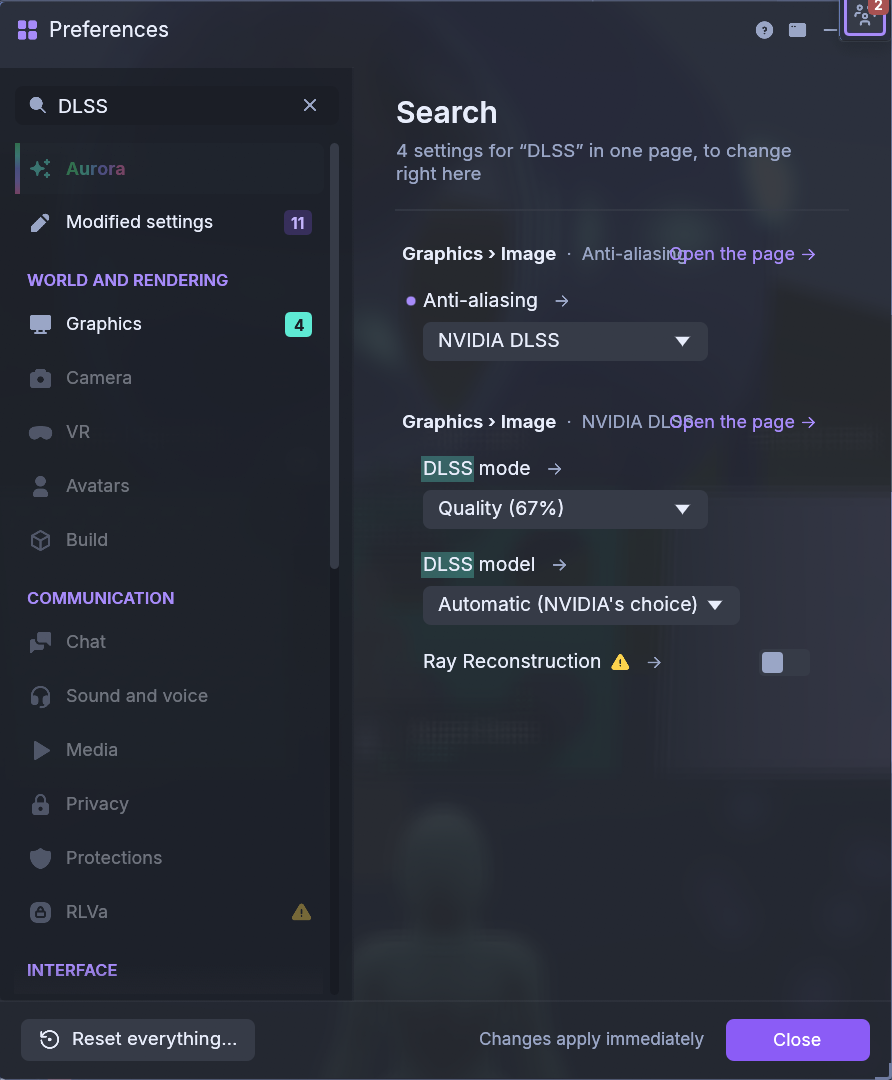 Preferences
2
DLSS
Aurora
Modified settings 11
WORLD AND RENDERING
Graphics 4
Camera
VR
Avatars
Build
COMMUNICATION
Chat
Sound and voice
Media
Privacy
Protections
RLVa
INTERFACE
Search
4 settings for “DLSS” in one page, to change
right here
Graphics › Image · Anti-aliasing Open the page →
Anti-aliasing →
NVIDIA DLSS
Graphics › Image · NVIDIA DLSS Open the page →
DLSS mode →
Quality (67%)
DLSS model →
Automatic (NVIDIA's choice)
Ray Reconstruction →
Reset everything...
Changes apply immediately
Close